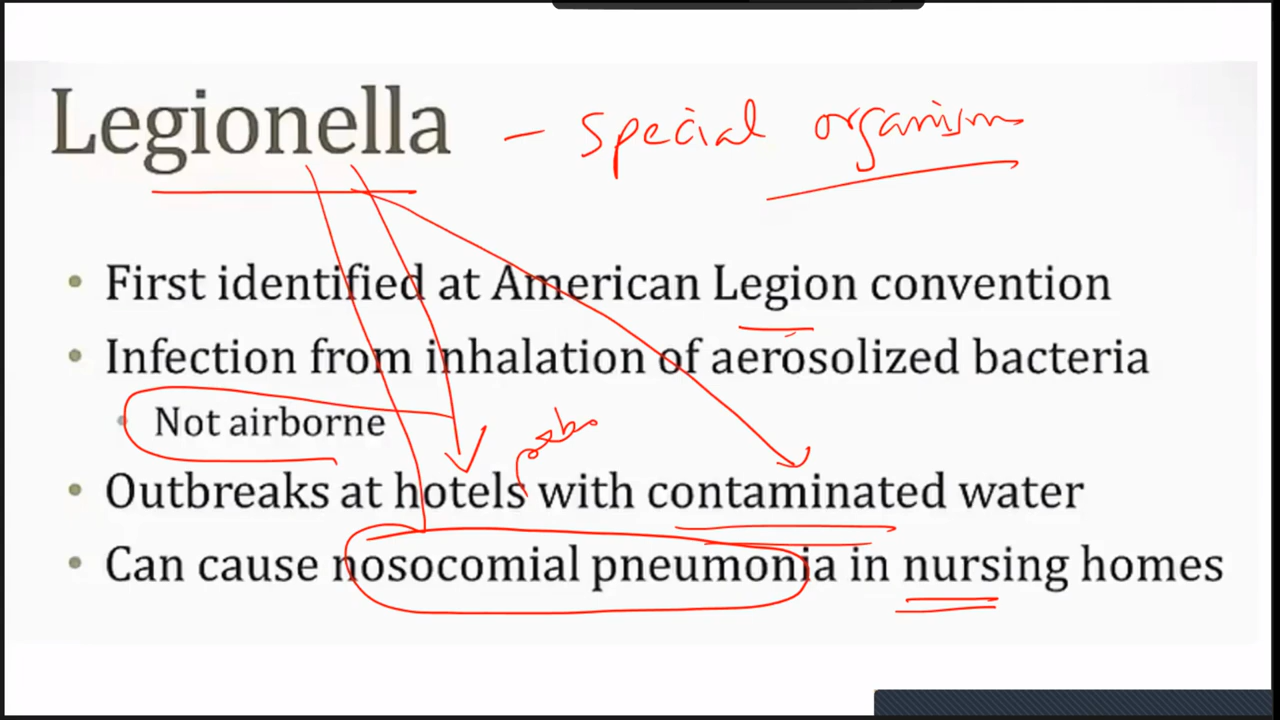 Legionella - special organism
• First identified at American Legion convention
• Infection from inhalation of aerosolized bacteria
• Not airborne
• Outbreaks at hotels with contaminated water
• Can cause nosocomial pneumonia in nursing homes